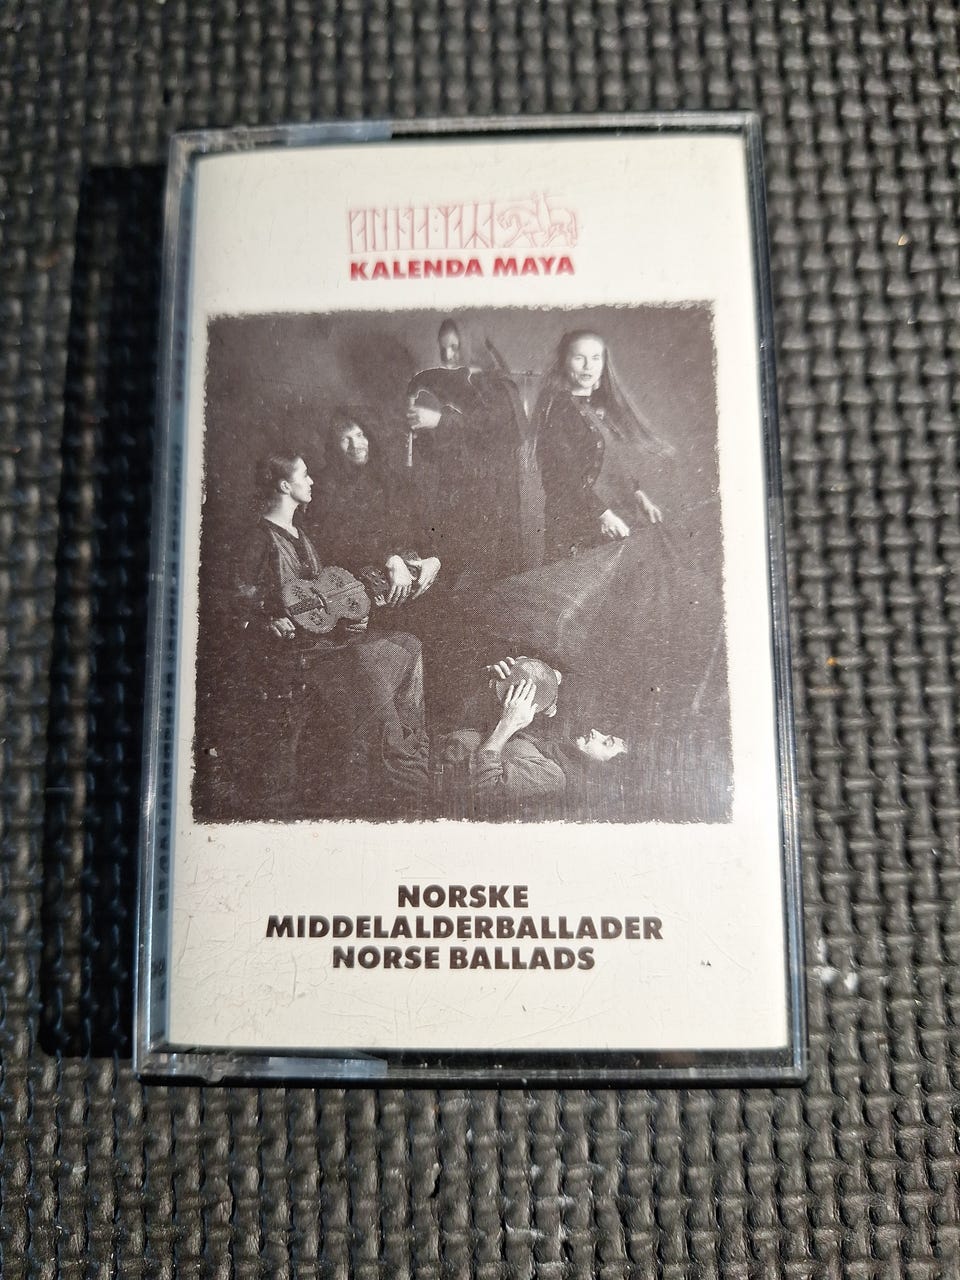 KALENDA MAYA
NORSKE
MIDDELALDERBALLADER
NORSE BALLADS